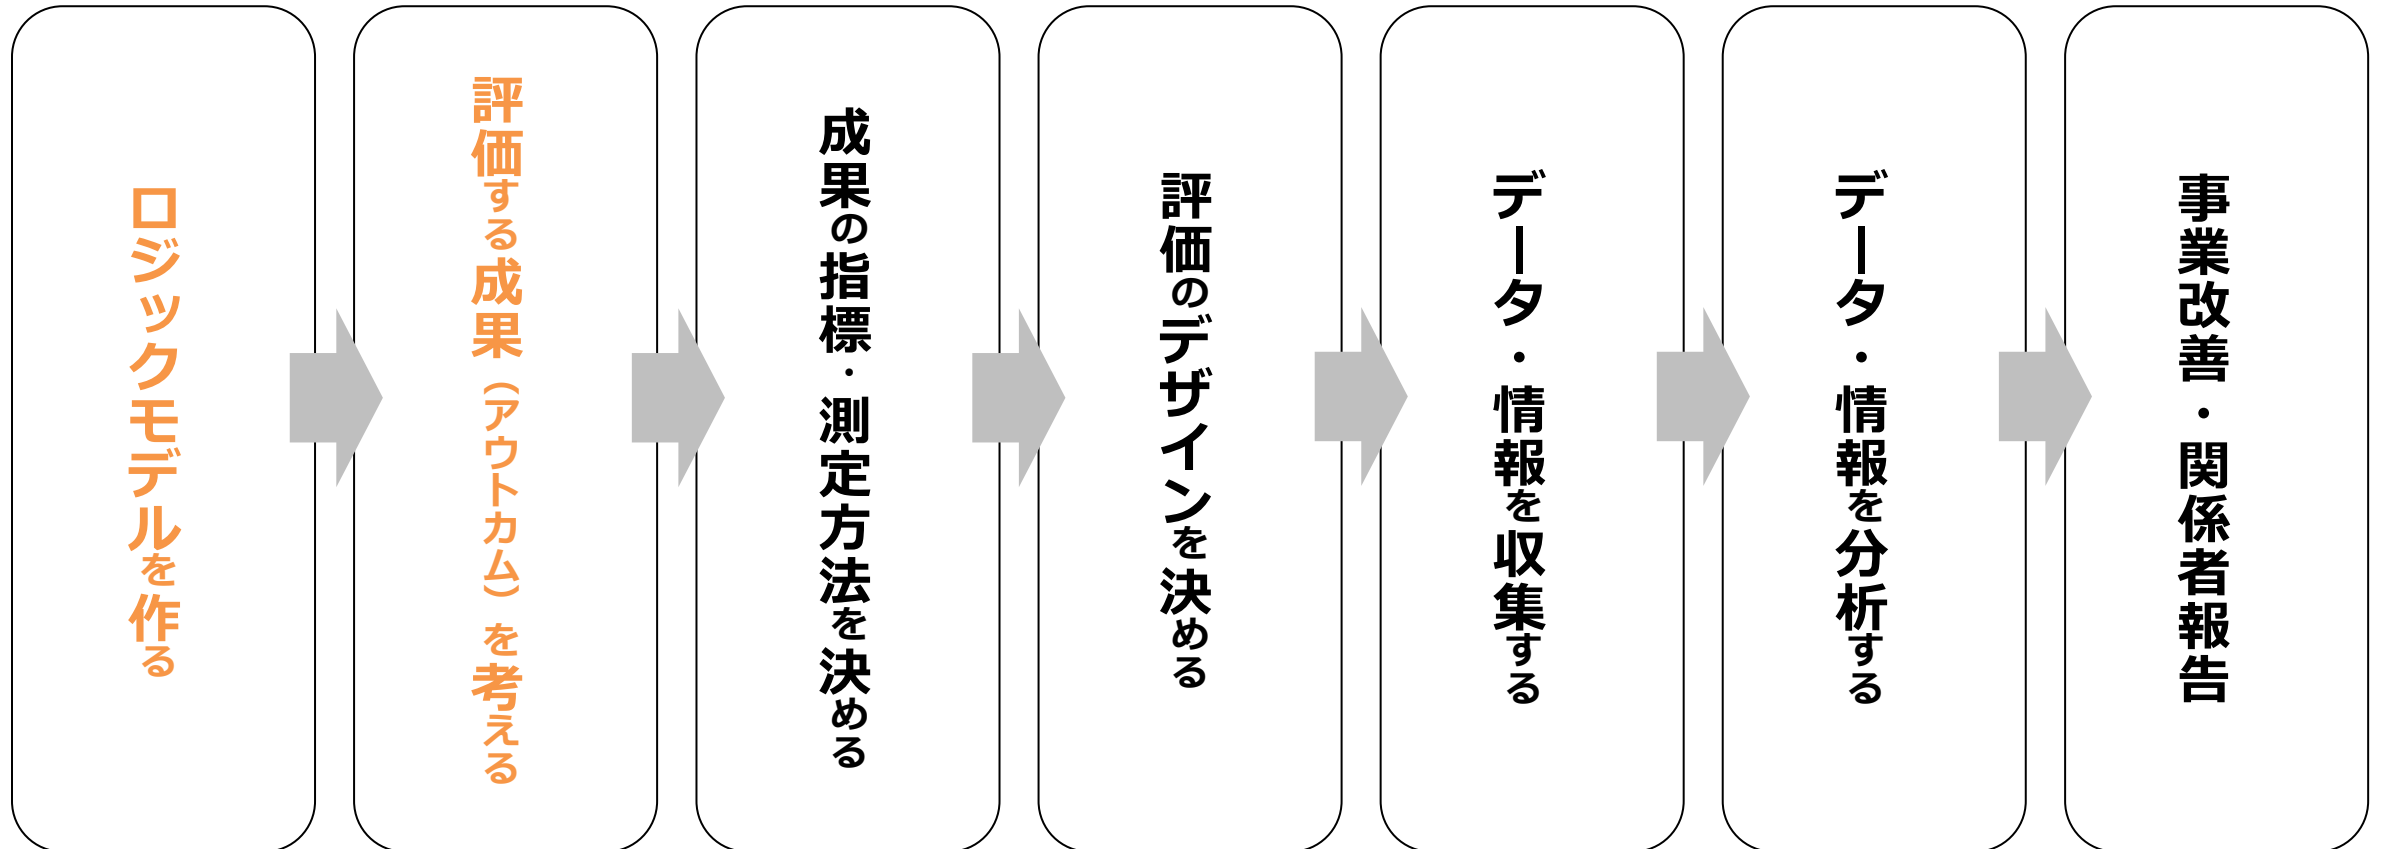 ロジックモデルを作る
評価する成果（アウトカム）を考える
成果の指標・測定方法を決める
評価のデザインを決める
データ・情報を収集する
データ・情報を分析する
事業改善・関係者報告